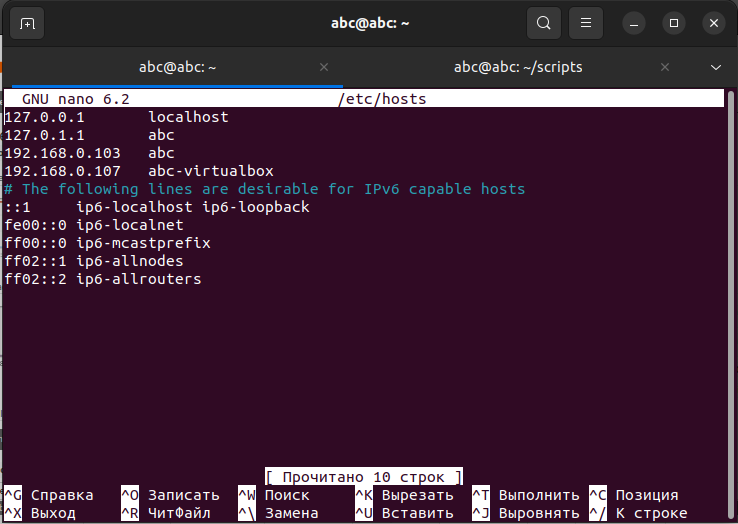 abc@abc: ~
abc@abc: ~ × abc@abc: ~/scripts ×
GNU nano 6.2 /etc/hosts
127.0.0.1 localhost
127.0.1.1 abc
192.168.0.103 abc
192.168.0.107 abc-virtualbox
# The following lines are desirable for IPv6 capable hosts
::1 ip6-localhost ip6-loopback
fe00::0 ip6-localnet
ff00::0 ip6-mcastprefix
ff02::1 ip6-allnodes
ff02::2 ip6-allrouters
[ Прочитано 10 строк ]
^G Справка ^O Записать ^W Поиск ^K Вырезать ^T Выполнить ^C Позиция
^X Выход ^R ЧитФайл ^\ Замена ^U Вставить ^J Выровнять ^/ К строке